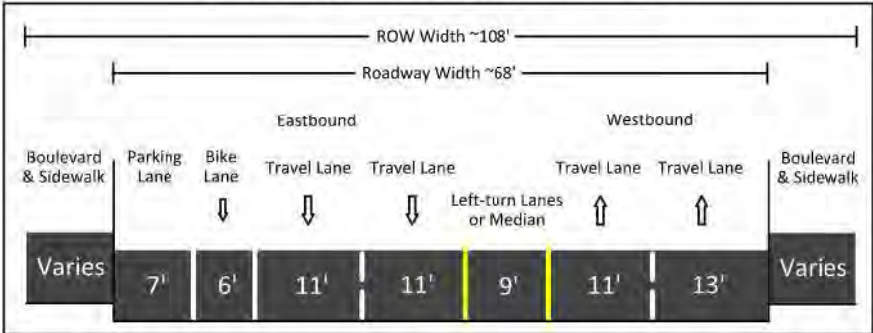 ROW Width ~108'
Roadway Width ~68'
Eastbound
Westbound
Boulevard
& Sidewalk
Parking
Lane
Bike
Lane
Travel Lane
Travel Lane
Left-turn Lanes
or Median
Travel Lane
Travel Lane
Boulevard
& Sidewalk
Varies
7'
6'
11'
11'
9'
11'
13'
Varies